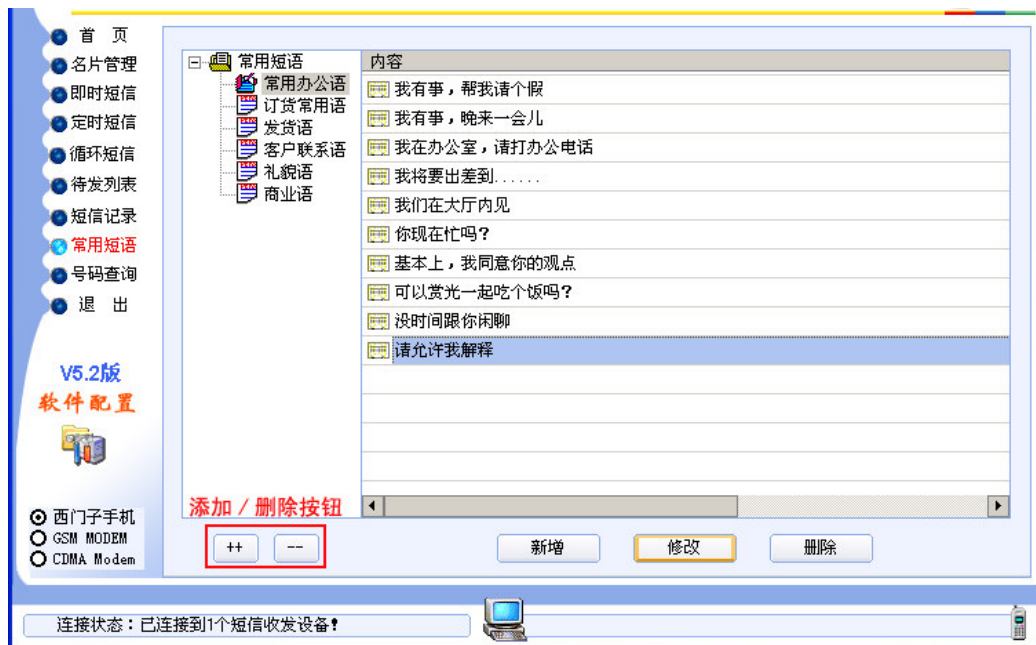 首 页
名片管理
即时短信
定时短信
循环短信
待发列表
短信记录
常用短语
号码查询
退 出
V5.2版
软件配置
西门子手机
GSM MODEM
CDMA Modem
常用短语
常用办公语
订货常用语
发货语
客户联系语
礼貌语
商业语
添加 / 删除按钮
++ --
内容
我有事，帮我请个假
我有事，晚来一会儿
我在办公室，请打办公电话
我将要出差到......
我们在大厅内见
你现在忙吗?
基本上，我同意你的观点
可以赏光一起吃个饭吗?
没时间跟你闲聊
请允许我解释
新增 修改 删除
连接状态：已连接到1个短信收发设备!